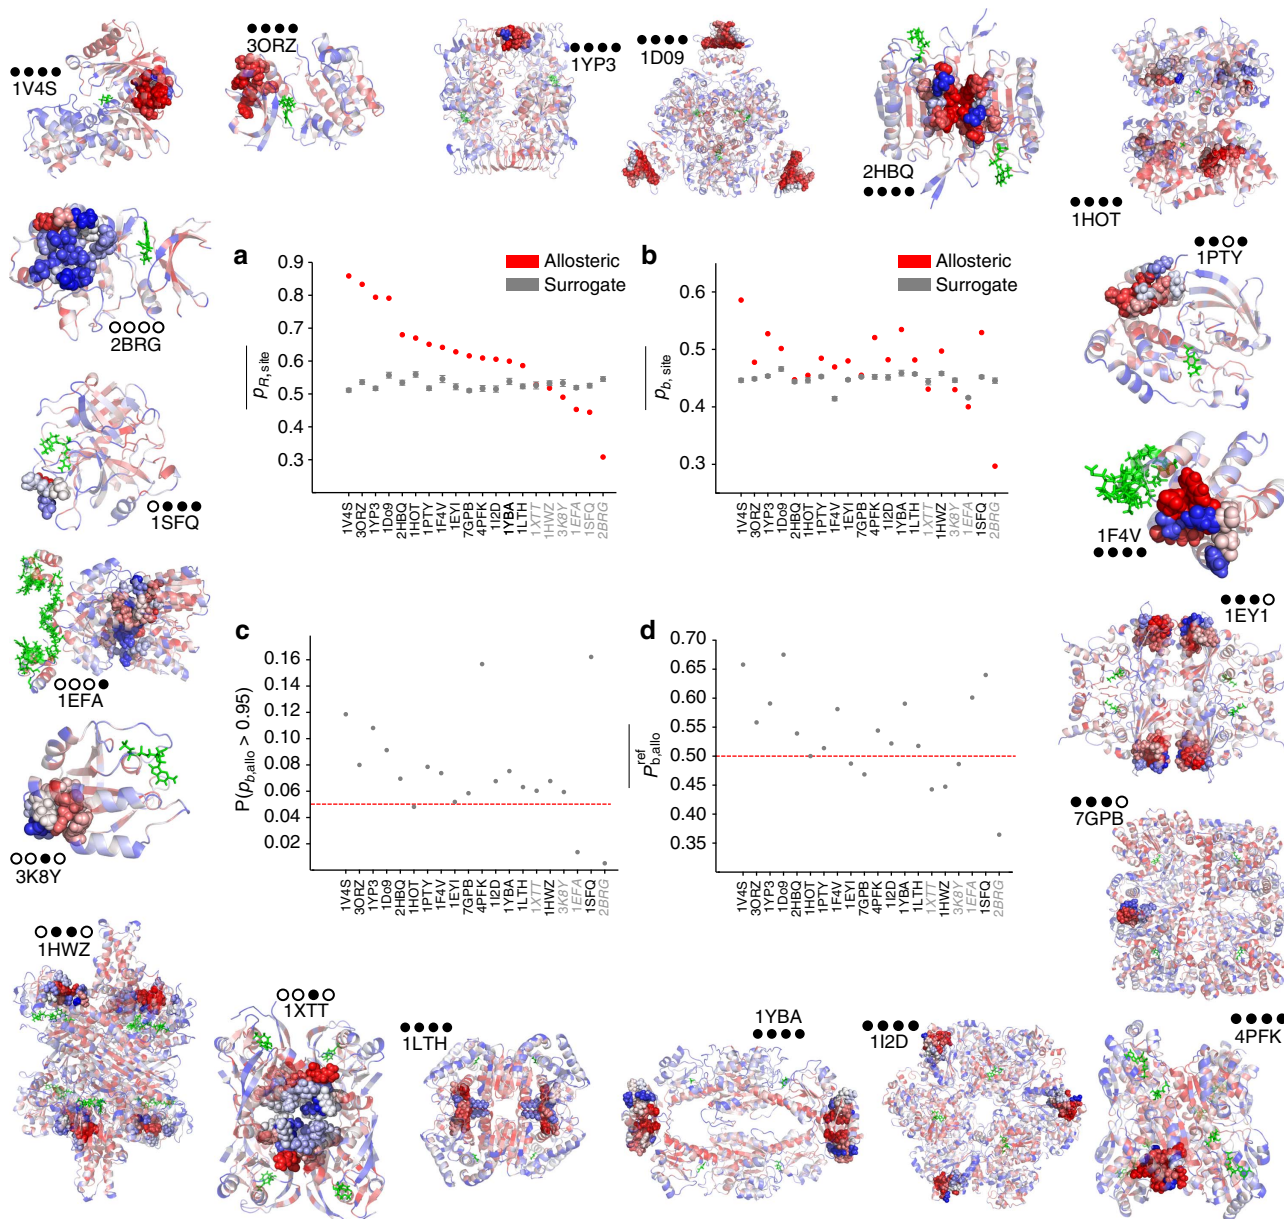 3ORZ
1V4S
1YP3
1D09
2HBQ
1HOT
2BRG
1PTY
1SFQ
1F4V
1EFA
1EY1
3K8Y
7GPB
1HWZ
1XTT
1LTH
1YBA
1I2D
4PFK
a
Allosteric
Surrogate
0.9
0.8
0.7
0.6
0.5
0.4
0.3
pR, site
1V4S
3ORZ
1YP3
1Do9
2HBQ
1HOT
1PTY
1F4V
1EYI
7GPB
4PFK
1I2D
1YBA
1LTH
1XTT
1HWZ
3K8Y
1EFA
1SFQ
2BRG
b
Allosteric
Surrogate
0.6
0.5
0.4
0.3
pb, site
1V4S
3ORZ
1YP3
1Do9
2HBQ
1HOT
1PTY
1F4V
1EYI
7GPB
4PFK
1I2D
1YBA
1LTH
1XTT
1HWZ
3K8Y
1EFA
1SFQ
2BRG
c
0.16
0.14
0.12
0.10
0.08
0.06
0.04
0.02
P(pb,allo > 0.95)
1V4S
3ORZ
1YP3
1Do9
2HBQ
1HOT
1PTY
1F4V
1EYI
7GPB
4PFK
1I2D
1YBA
1LTH
1XTT
1HWZ
3K8Y
1EFA
1SFQ
2BRG
d
0.70
0.65
0.60
0.55
0.50
0.45
0.40
0.35
Pref b,allo
1V4S
3ORZ
1YP3
1Do9
2HBQ
1HOT
1PTY
1F4V
1EYI
7GPB
4PFK
1I2D
1YBA
1LTH
1XTT
1HWZ
3K8Y
1EFA
1SFQ
2BRG